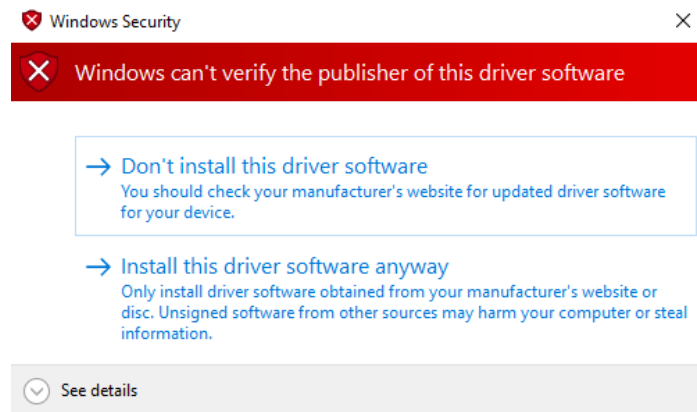 Windows Security
Windows can't verify the publisher of this driver software
Don't install this driver software
You should check your manufacturer's website for updated driver software
for your device.
Install this driver software anyway
Only install driver software obtained from your manufacturer's website or
disc. Unsigned software from other sources may harm your computer or steal
information.
See details